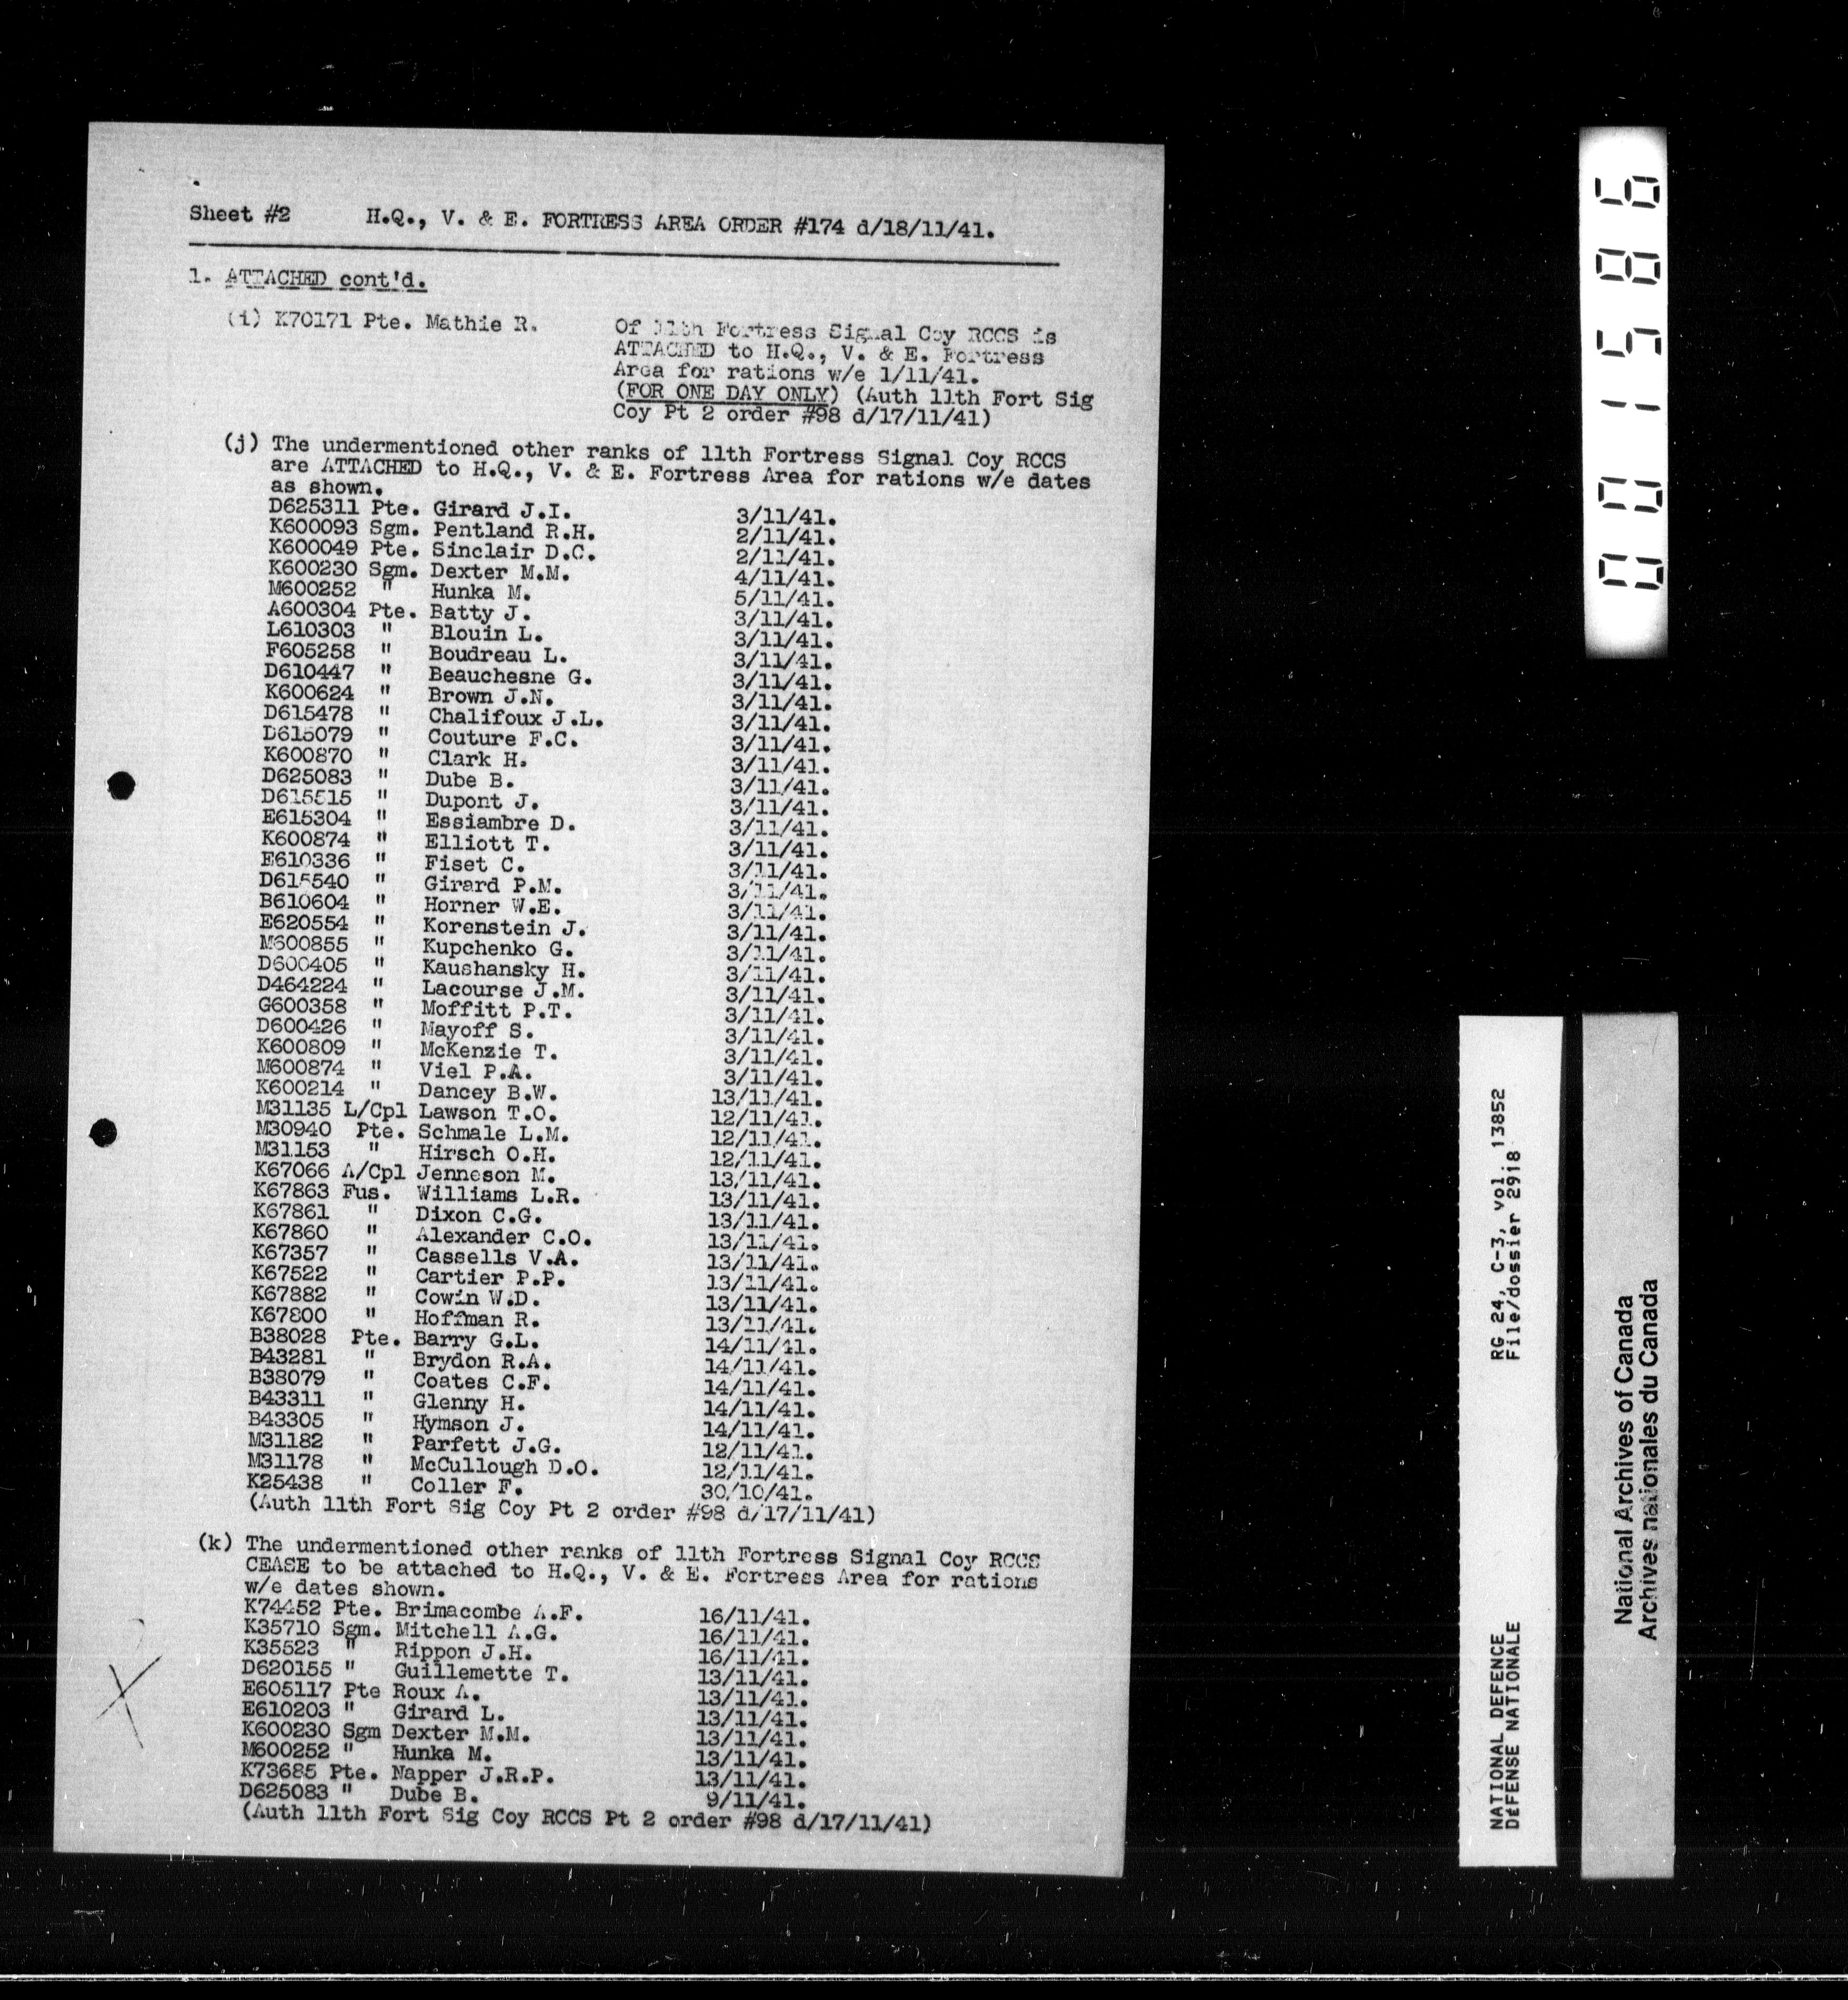 Sheet #2 H.Q., V. & E. FORTRESS AREA ORDER #174 d/18/11/41.
1. ATTACHED cont'd.
(i) K70171 Pte. Mathie R. Of 11th Fortress Signal Coy RCCS is
ATTACHED to H.Q., V. & E. Fortress
Area for rations w/e 1/11/41.
(FOR ONE DAY ONLY) (Auth 11th Fort Sig
Coy Pt 2 order #98 d/17/11/41)
(j) The undermentioned other ranks of 11th Fortress Signal Coy RCCS
are ATTACHED to H.Q., V. & E. Fortress Area for rations w/e dates
as shown.
D625311 Pte. Girard J.I. 3/11/41.
K600093 Sgm. Pentland R.H. 2/11/41.
K600049 Pte. Sinclair D.C. 2/11/41.
K600230 Sgm. Dexter M.M. 4/11/41.
M600252 " Hunka M. 5/11/41.
A600304 Pte. Batty J. 3/11/41.
L610303 " Blouin L. 3/11/41.
F605258 " Boudreau L. 3/11/41.
D610447 " Beauchesne G. 3/11/41.
K600624 " Brown J.N. 3/11/41.
D615478 " Chalifoux J.L. 3/11/41.
D615079 " Couture F.C. 3/11/41.
K600870 " Clark H. 3/11/41.
D625083 " Dube B. 3/11/41.
D615515 " Dupont J. 3/11/41.
E615304 " Essiambre D. 3/11/41.
K600874 " Elliott T. 3/11/41.
E610336 " Fiset C. 3/11/41.
D615540 " Girard P.M. 3/11/41.
B610604 " Horner W.E. 3/11/41.
E620554 " Korenstein J. 3/11/41.
M600855 " Kupchenko G. 3/11/41.
D600405 " Kaushansky H. 3/11/41.
D464224 " Lacourse J.M. 3/11/41.
G600358 " Moffitt P.T. 3/11/41.
D600426 " Mayoff S. 3/11/41.
K600809 " McKenzie T. 3/11/41.
M600874 " Viel P.A. 3/11/41.
K600214 " Dancey B.W. 13/11/41.
M31135 L/Cpl Lawson T.O. 12/11/41.
M30940 Pte. Schmale L.M. 12/11/41.
M31153 " Hirsch O.H. 12/11/41.
K67066 A/Cpl Jenneson M. 13/11/41.
K67863 Fus. Williams L.R. 13/11/41.
K67861 " Dixon C.G. 13/11/41.
K67860 " Alexander C.O. 13/11/41.
K67357 " Cassells V.A. 13/11/41.
K67522 " Cartier P.P. 13/11/41.
K67882 " Cowin W.D. 13/11/41.
K67800 " Hoffman R. 13/11/41.
B38028 Pte. Barry G.L. 14/11/41.
B43281 " Brydon R.A. 14/11/41.
B38079 " Coates C.F. 14/11/41.
B43311 " Glenny H. 14/11/41.
B43305 " Hymson J. 14/11/41.
M31182 " Parfett J.G. 12/11/41.
M31178 " McCullough D.O. 12/11/41.
K25438 " Coller F. 30/10/41.
(Auth 11th Fort Sig Coy Pt 2 order #98 d/17/11/41)
(k) The undermentioned other ranks of 11th Fortress Signal Coy RCCS
CEASE to be attached to H.Q., V. & E. Fortress Area for rations
w/e dates shown.
K74452 Pte. Brimacombe A.F. 16/11/41.
K35710 Sgm. Mitchell A.G. 16/11/41.
K35523 " Rippon J.H. 16/11/41.
D620155 " Guillemette T. 13/11/41.
E605117 Pte Roux A. 13/11/41.
E610203 " Girard L. 13/11/41.
K600230 Sgm Dexter M.M. 13/11/41.
M600252 " Hunka M. 13/11/41.
K73685 Pte. Napper J.R.P. 13/11/41.
D625083 " Dube B. 9/11/41.
(Auth 11th Fort Sig Coy RCCS Pt 2 order #98 d/17/11/41)
001586
NATIONAL DEFENCE RG 24, C-3, vol. 13852
DÉFENSE NATIONALE File/dossier 2918
National Archives of Canada
Archives nationales du Canada